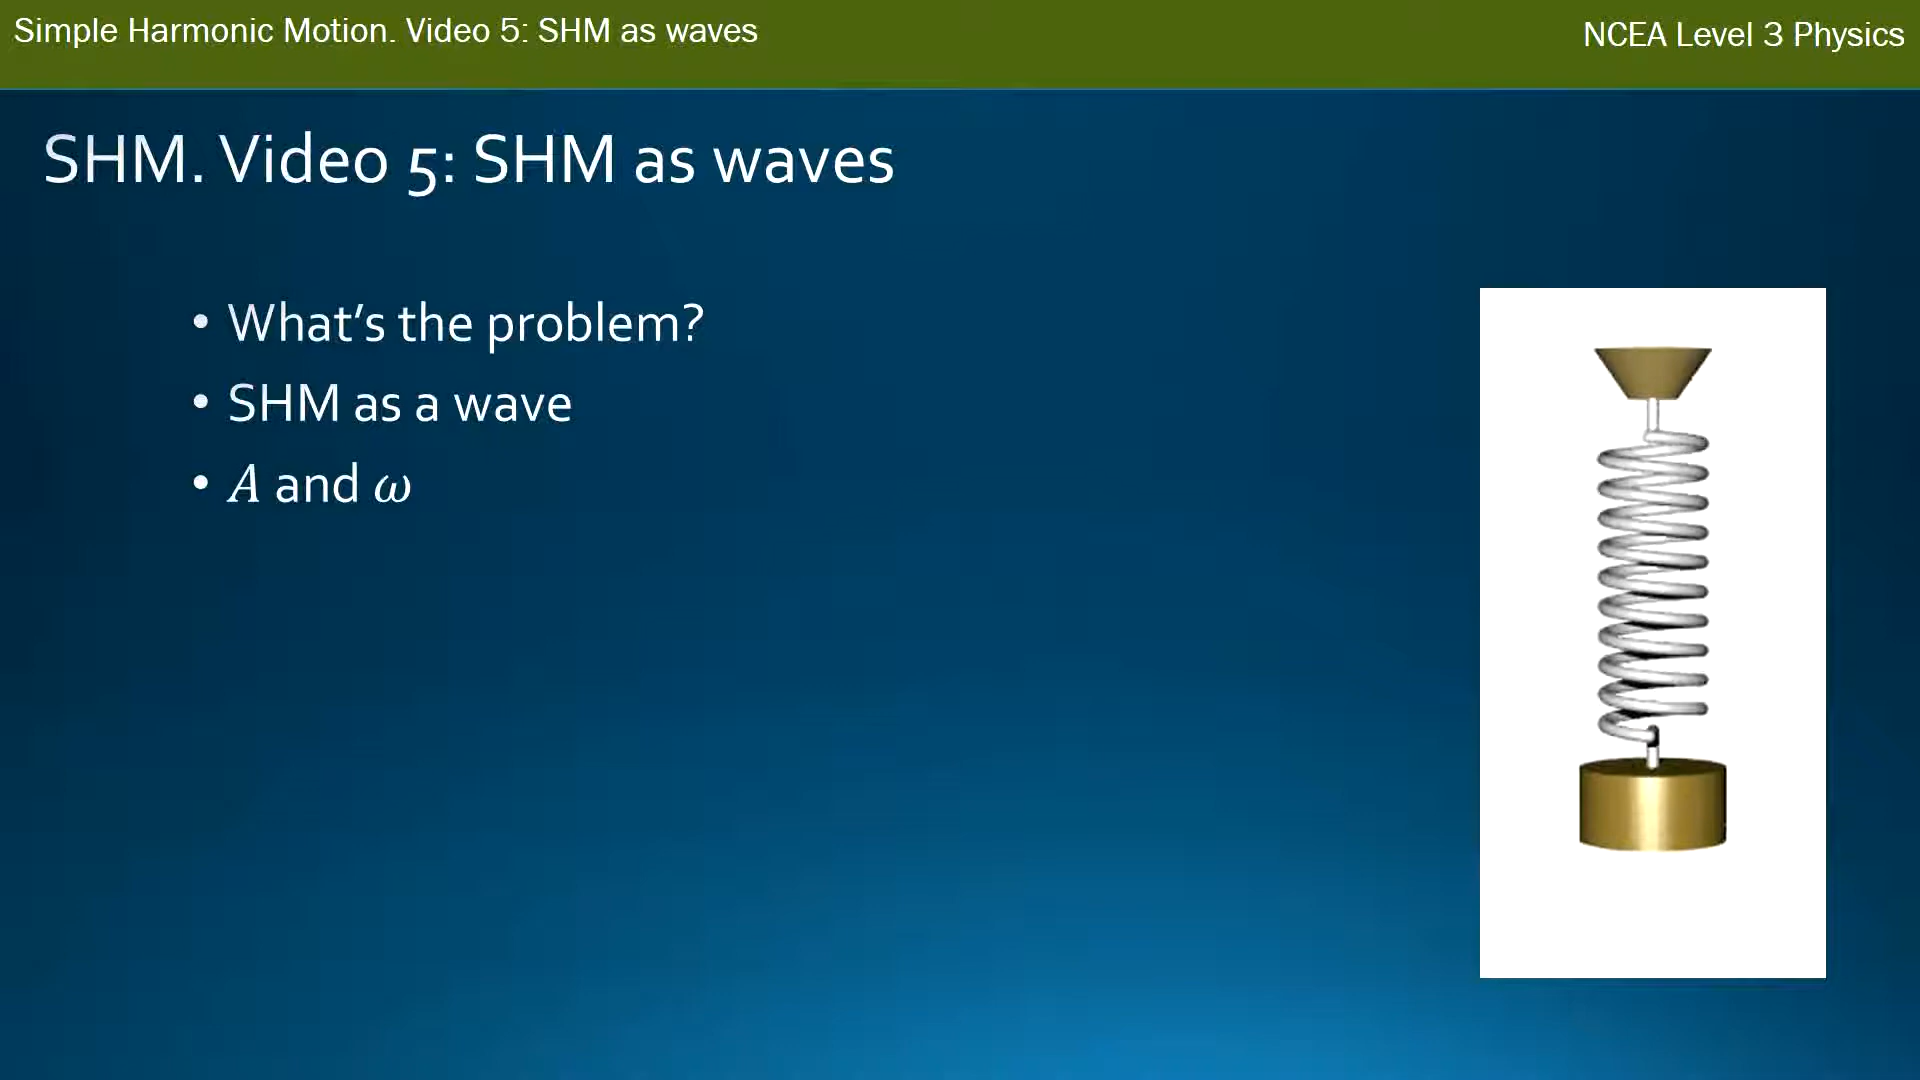 Simple Harmonic Motion. Video 5: SHM as waves
NCEA Level 3 Physics
SHM. Video 5: SHM as waves
• What’s the problem?
• SHM as a wave
• A and ω